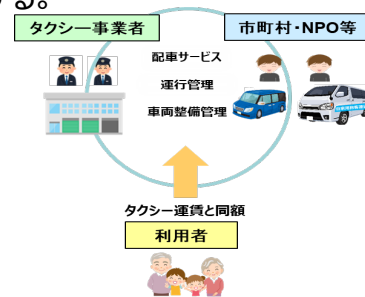 る。
タクシー事業者
市町村・NPO等
配車サービス
運行管理
車両整備管理
タクシー運賃と同額
利用者